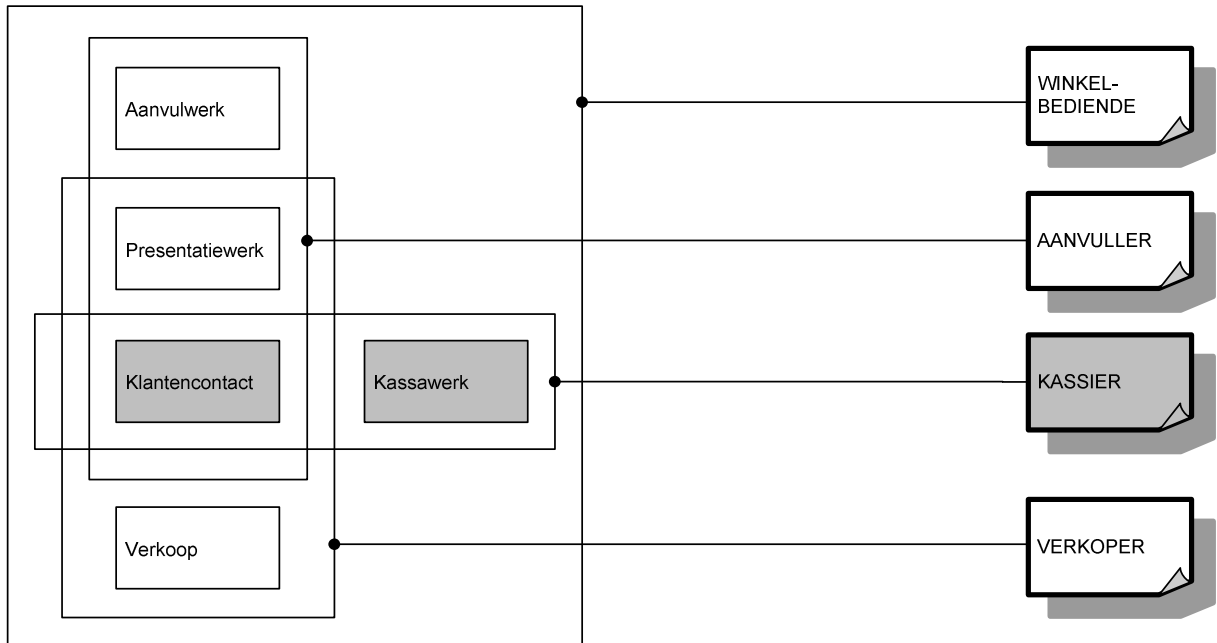 Aanvulwerk
WINKEL-
BEDIENDE
Presentatiewerk
AANVULLER
Klantencontact
Kassawerk
KASSIER
Verkoop
VERKOPER